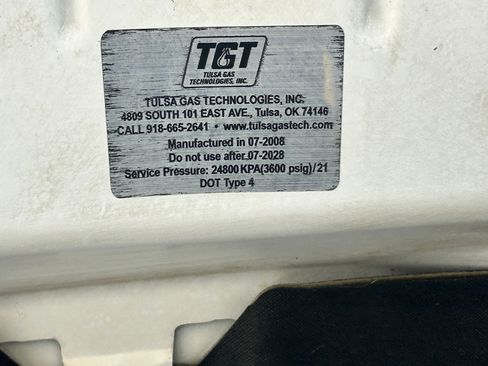 TGT
TULSA GAS
TECHNOLOGIES, INC.
TULSA GAS TECHNOLOGIES, INC.
4809 SOUTH 101 EAST AVE., Tulsa, OK 74146
CALL 918-665-2641 • www.tulsagastech.com
Manufactured in 07-2008
Do not use after 07-2028
Service Pressure: 24800 KPA(3600 psig)/21
DOT Type 4